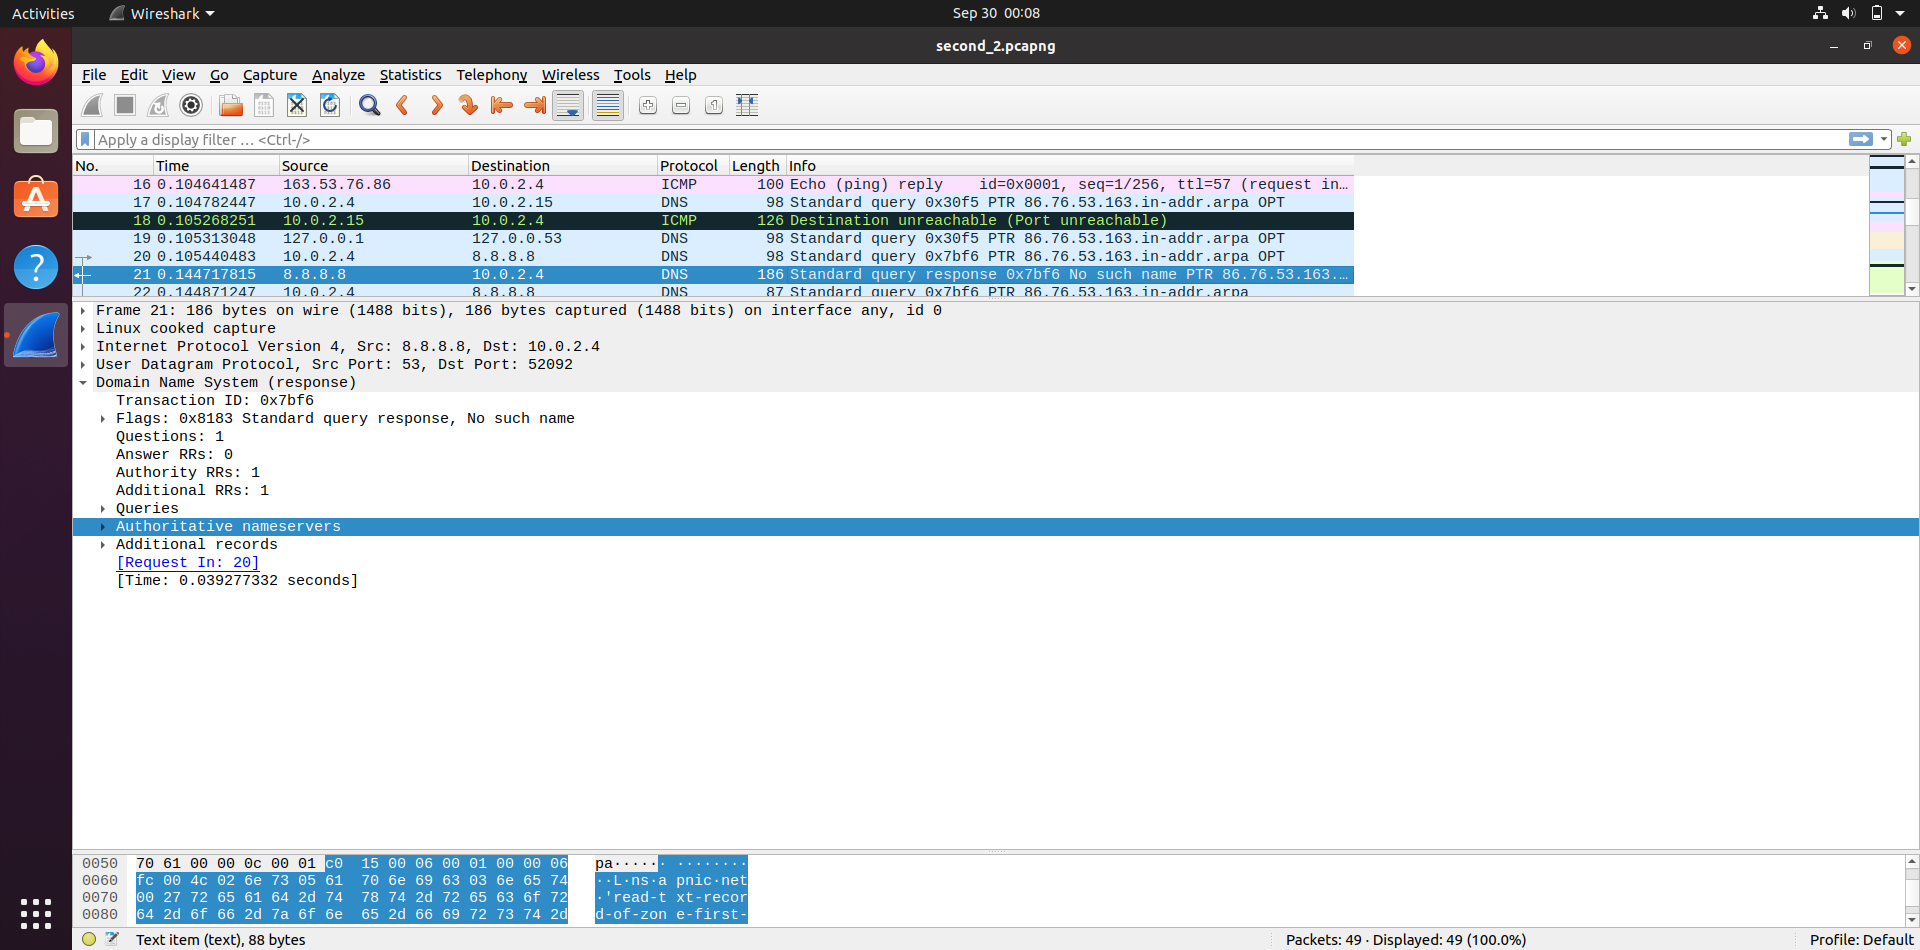 Activities Wireshark Sep 30 00:08
second_2.pcapng
File Edit View Go Capture Analyze Statistics Telephony Wireless Tools Help
Apply a display filter … <Ctrl-/>
No. Time Source Destination Protocol Length Info
16 0.104641487 163.53.76.86 10.0.2.4 ICMP 100 Echo (ping) reply id=0x0001, seq=1/256, ttl=57 (request in…
17 0.104782447 10.0.2.4 10.0.2.15 DNS 98 Standard query 0x30f5 PTR 86.76.53.163.in-addr.arpa OPT
18 0.105268251 10.0.2.15 10.0.2.4 ICMP 126 Destination unreachable (Port unreachable)
19 0.105313048 127.0.0.1 127.0.0.53 DNS 98 Standard query 0x30f5 PTR 86.76.53.163.in-addr.arpa OPT
20 0.105440483 10.0.2.4 8.8.8.8 DNS 98 Standard query 0x7bf6 PTR 86.76.53.163.in-addr.arpa OPT
21 0.144717815 8.8.8.8 10.0.2.4 DNS 186 Standard query response 0x7bf6 No such name PTR 86.76.53.163.…
22 0.144871247 10.0.2.4 8.8.8.8 DNS 87 Standard query 0x7bf6 PTR 86.76.53.163.in-addr.arpa
Frame 21: 186 bytes on wire (1488 bits), 186 bytes captured (1488 bits) on interface any, id 0
Linux cooked capture
Internet Protocol Version 4, Src: 8.8.8.8, Dst: 10.0.2.4
User Datagram Protocol, Src Port: 53, Dst Port: 52092
Domain Name System (response)
Transaction ID: 0x7bf6
Flags: 0x8183 Standard query response, No such name
Questions: 1
Answer RRs: 0
Authority RRs: 1
Additional RRs: 1
Queries
Authoritative nameservers
Additional records
[Request In: 20]
[Time: 0.039277332 seconds]
0050 70 61 00 00 0c 00 01 c0 15 00 06 00 01 00 00 06 pa······ ········
0060 fc 00 4c 02 6e 73 05 61 70 6e 69 63 03 6e 65 74 ··L·ns·a pnic·net
0070 00 27 72 65 61 64 2d 74 78 74 2d 72 65 63 6f 72 ·'read-t xt-recor
0080 64 2d 6f 66 2d 7a 6f 6e 65 2d 66 69 72 73 74 2d d-of-zon e-first-
Text item (text), 88 bytes Packets: 49 · Displayed: 49 (100.0%) Profile: Default